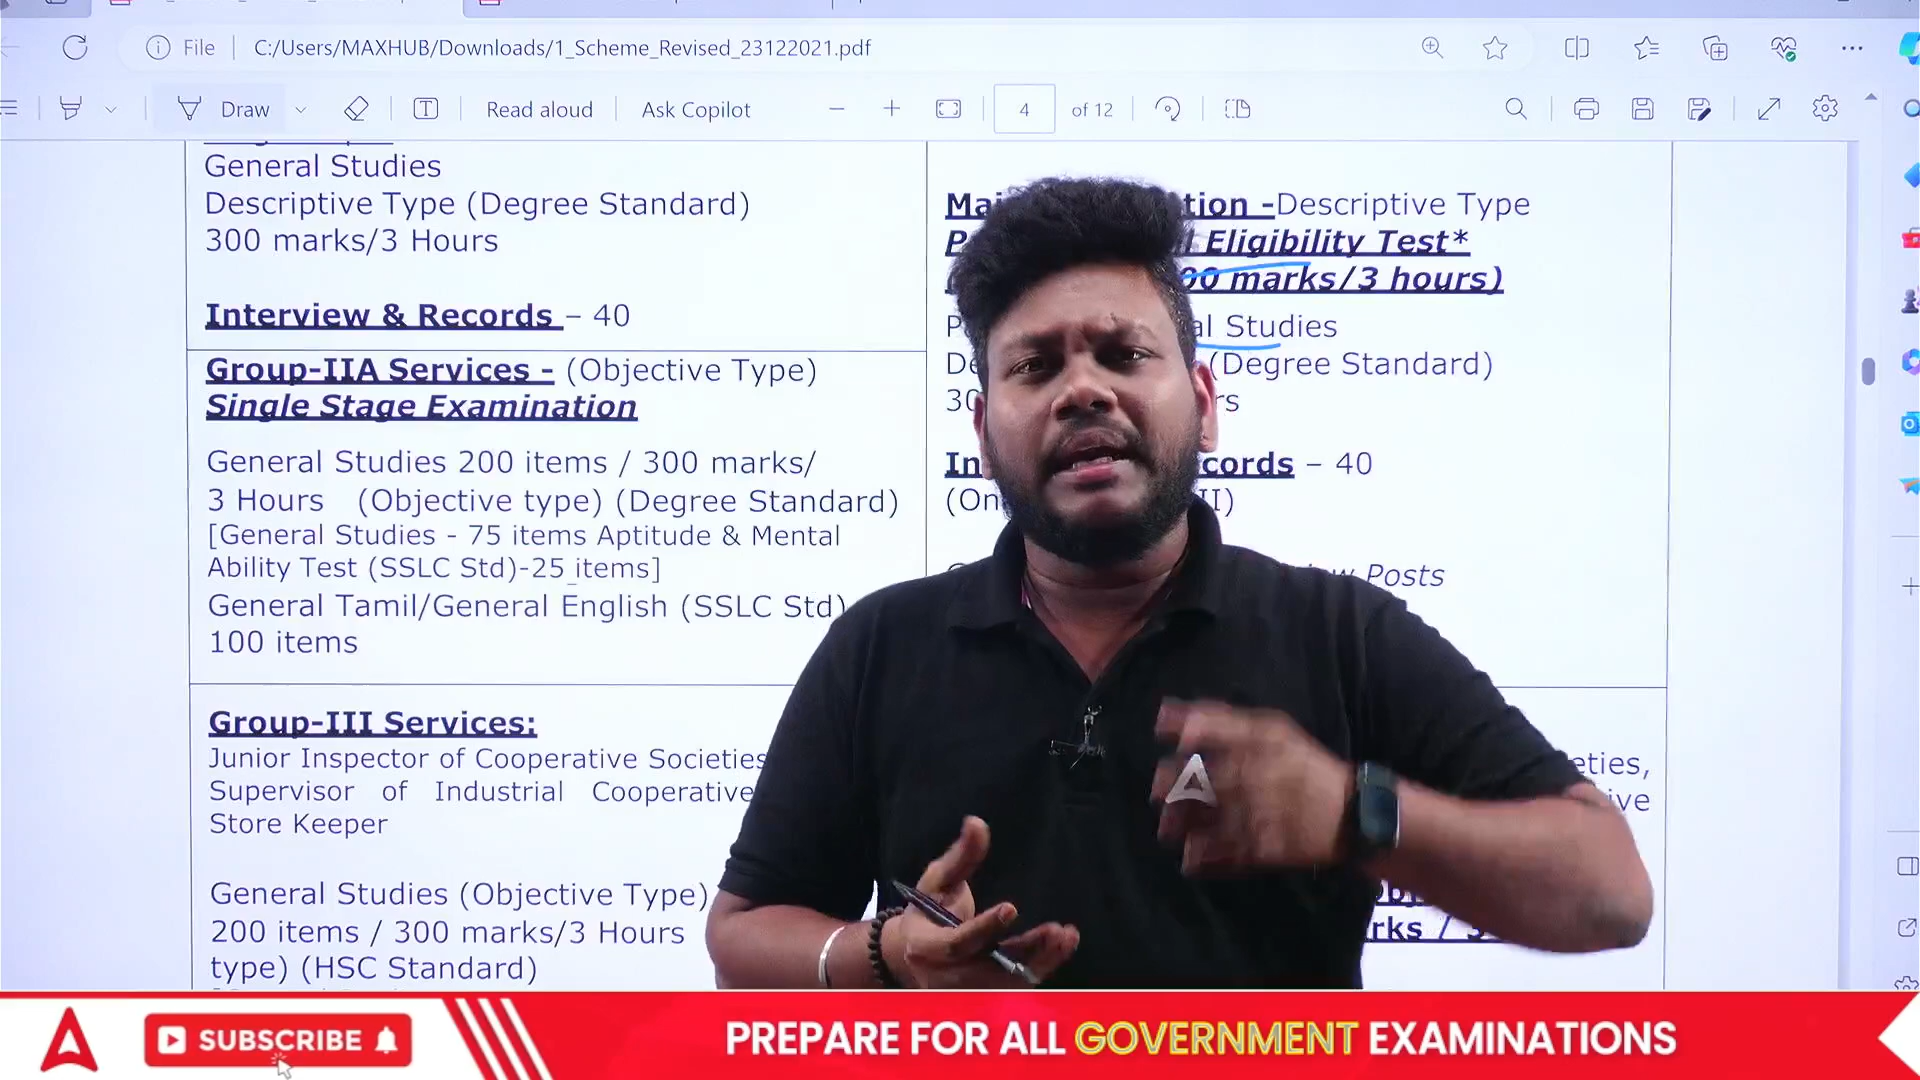 File
C:/Users/MAXHUB/Downloads/1_Scheme_Revised_23122021.pdf
Draw
Read aloud
Ask Copilot
4
of 12
General Studies
Descriptive Type (Degree Standard)
300 marks/3 Hours
Interview & Records – 40
Group-IIA Services - (Objective Type)
Single Stage Examination
General Studies 200 items / 300 marks/
3 Hours (Objective type) (Degree Standard)
[General Studies - 75 items Aptitude & Mental
Ability Test (SSLC Std)-25 items]
General Tamil/General English (SSLC Std)
100 items
Group-III Services:
Junior Inspector of Cooperative Societies
Supervisor of Industrial Cooperative
Store Keeper
General Studies (Objective Type)
200 items / 300 marks/3 Hours
type) (HSC Standard)
-Descriptive Type
Eligibility Test*
marks/3 hours)
Studies
(Degree Standard)
– 40
Posts
SUBSCRIBE
PREPARE FOR ALL GOVERNMENT EXAMINATIONS